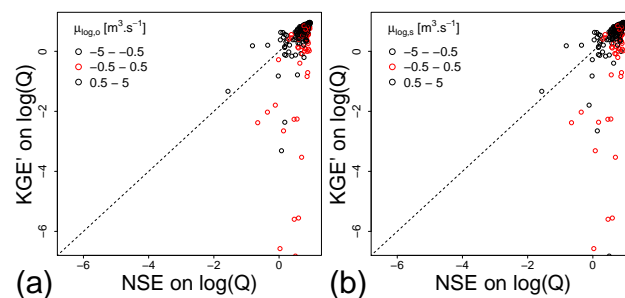 μlog,o [m³.s⁻¹]
−5 − −0.5
−0.5 − 0.5
0.5 − 5
KGE' on log(Q)
0
−2
−4
−6
−6
−4
−2
0
NSE on log(Q)
(a)
μlog,s [m³.s⁻¹]
−5 − −0.5
−0.5 − 0.5
0.5 − 5
KGE' on log(Q)
0
−2
−4
−6
−6
−4
−2
0
NSE on log(Q)
(b)